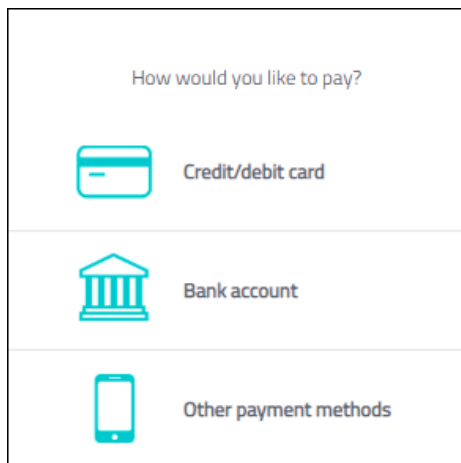 How would you like to pay?
Credit/debit card
Bank account
Other payment methods